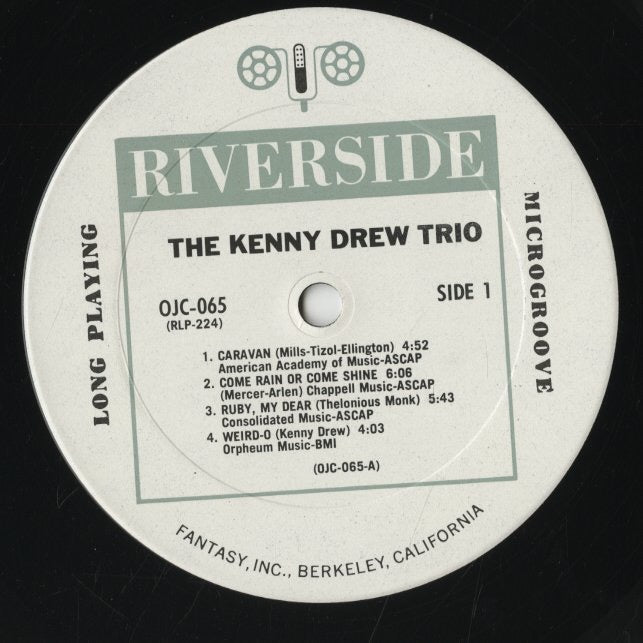 RIVERSIDE
THE KENNY DREW TRIO
OJC-065
(RLP-224)
SIDE 1
LONG PLAYING
MICROGROOVE
1. CARAVAN (Mills-Tizol-Ellington) 4:52
American Academy of Music-ASCAP
2. COME RAIN OR COME SHINE 6:06
(Mercer-Arlen) Chappell Music-ASCAP
3. RUBY, MY DEAR (Thelonious Monk) 5:43
Consolidated Music-ASCAP
4. WEIRD-O (Kenny Drew) 4:03
Orpheum Music-BMI
(OJC-065-A)
FANTASY, INC., BERKELEY, CALIFORNIA